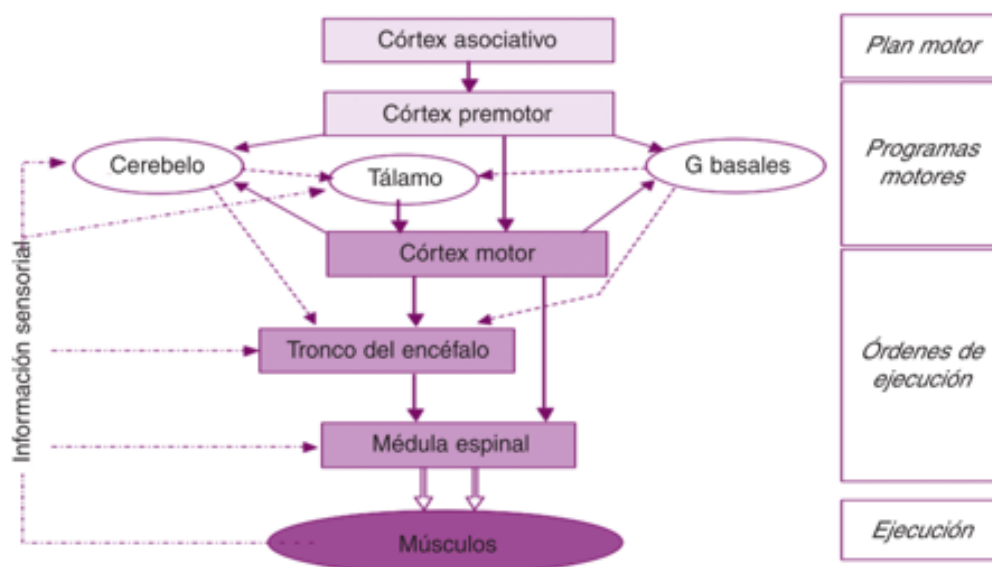 Córtex asociativo
Plan motor
Córtex premotor
Cerebelo
Tálamo
G basales
Programas
motores
Córtex motor
Información sensorial
Tronco del encéfalo
Órdenes de
ejecución
Médula espinal
Músculos
Ejecución